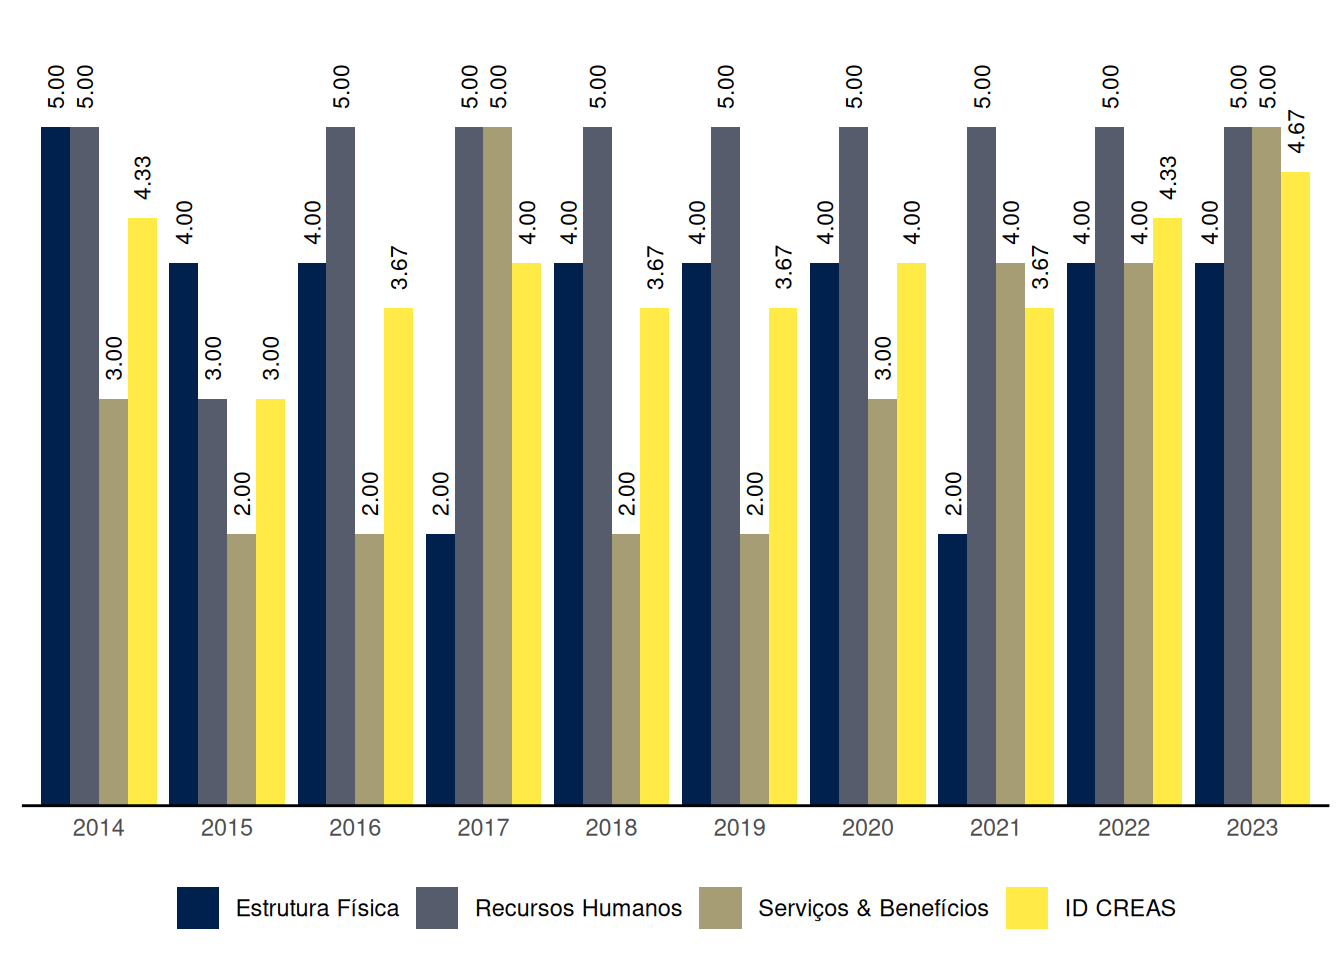 5.00 5.00 3.00 4.33
4.00 3.00 2.00 3.00
4.00 5.00 2.00 3.67
2.00 5.00 5.00 4.00
4.00 5.00 2.00 3.67
4.00 5.00 2.00 3.67
4.00 5.00 3.00 4.00
2.00 5.00 4.00 3.67
4.00 5.00 4.00 4.33
4.00 5.00 5.00 4.67
2014 2015 2016 2017 2018 2019 2020 2021 2022 2023
Estrutura Física Recursos Humanos Serviços & Benefícios ID CREAS